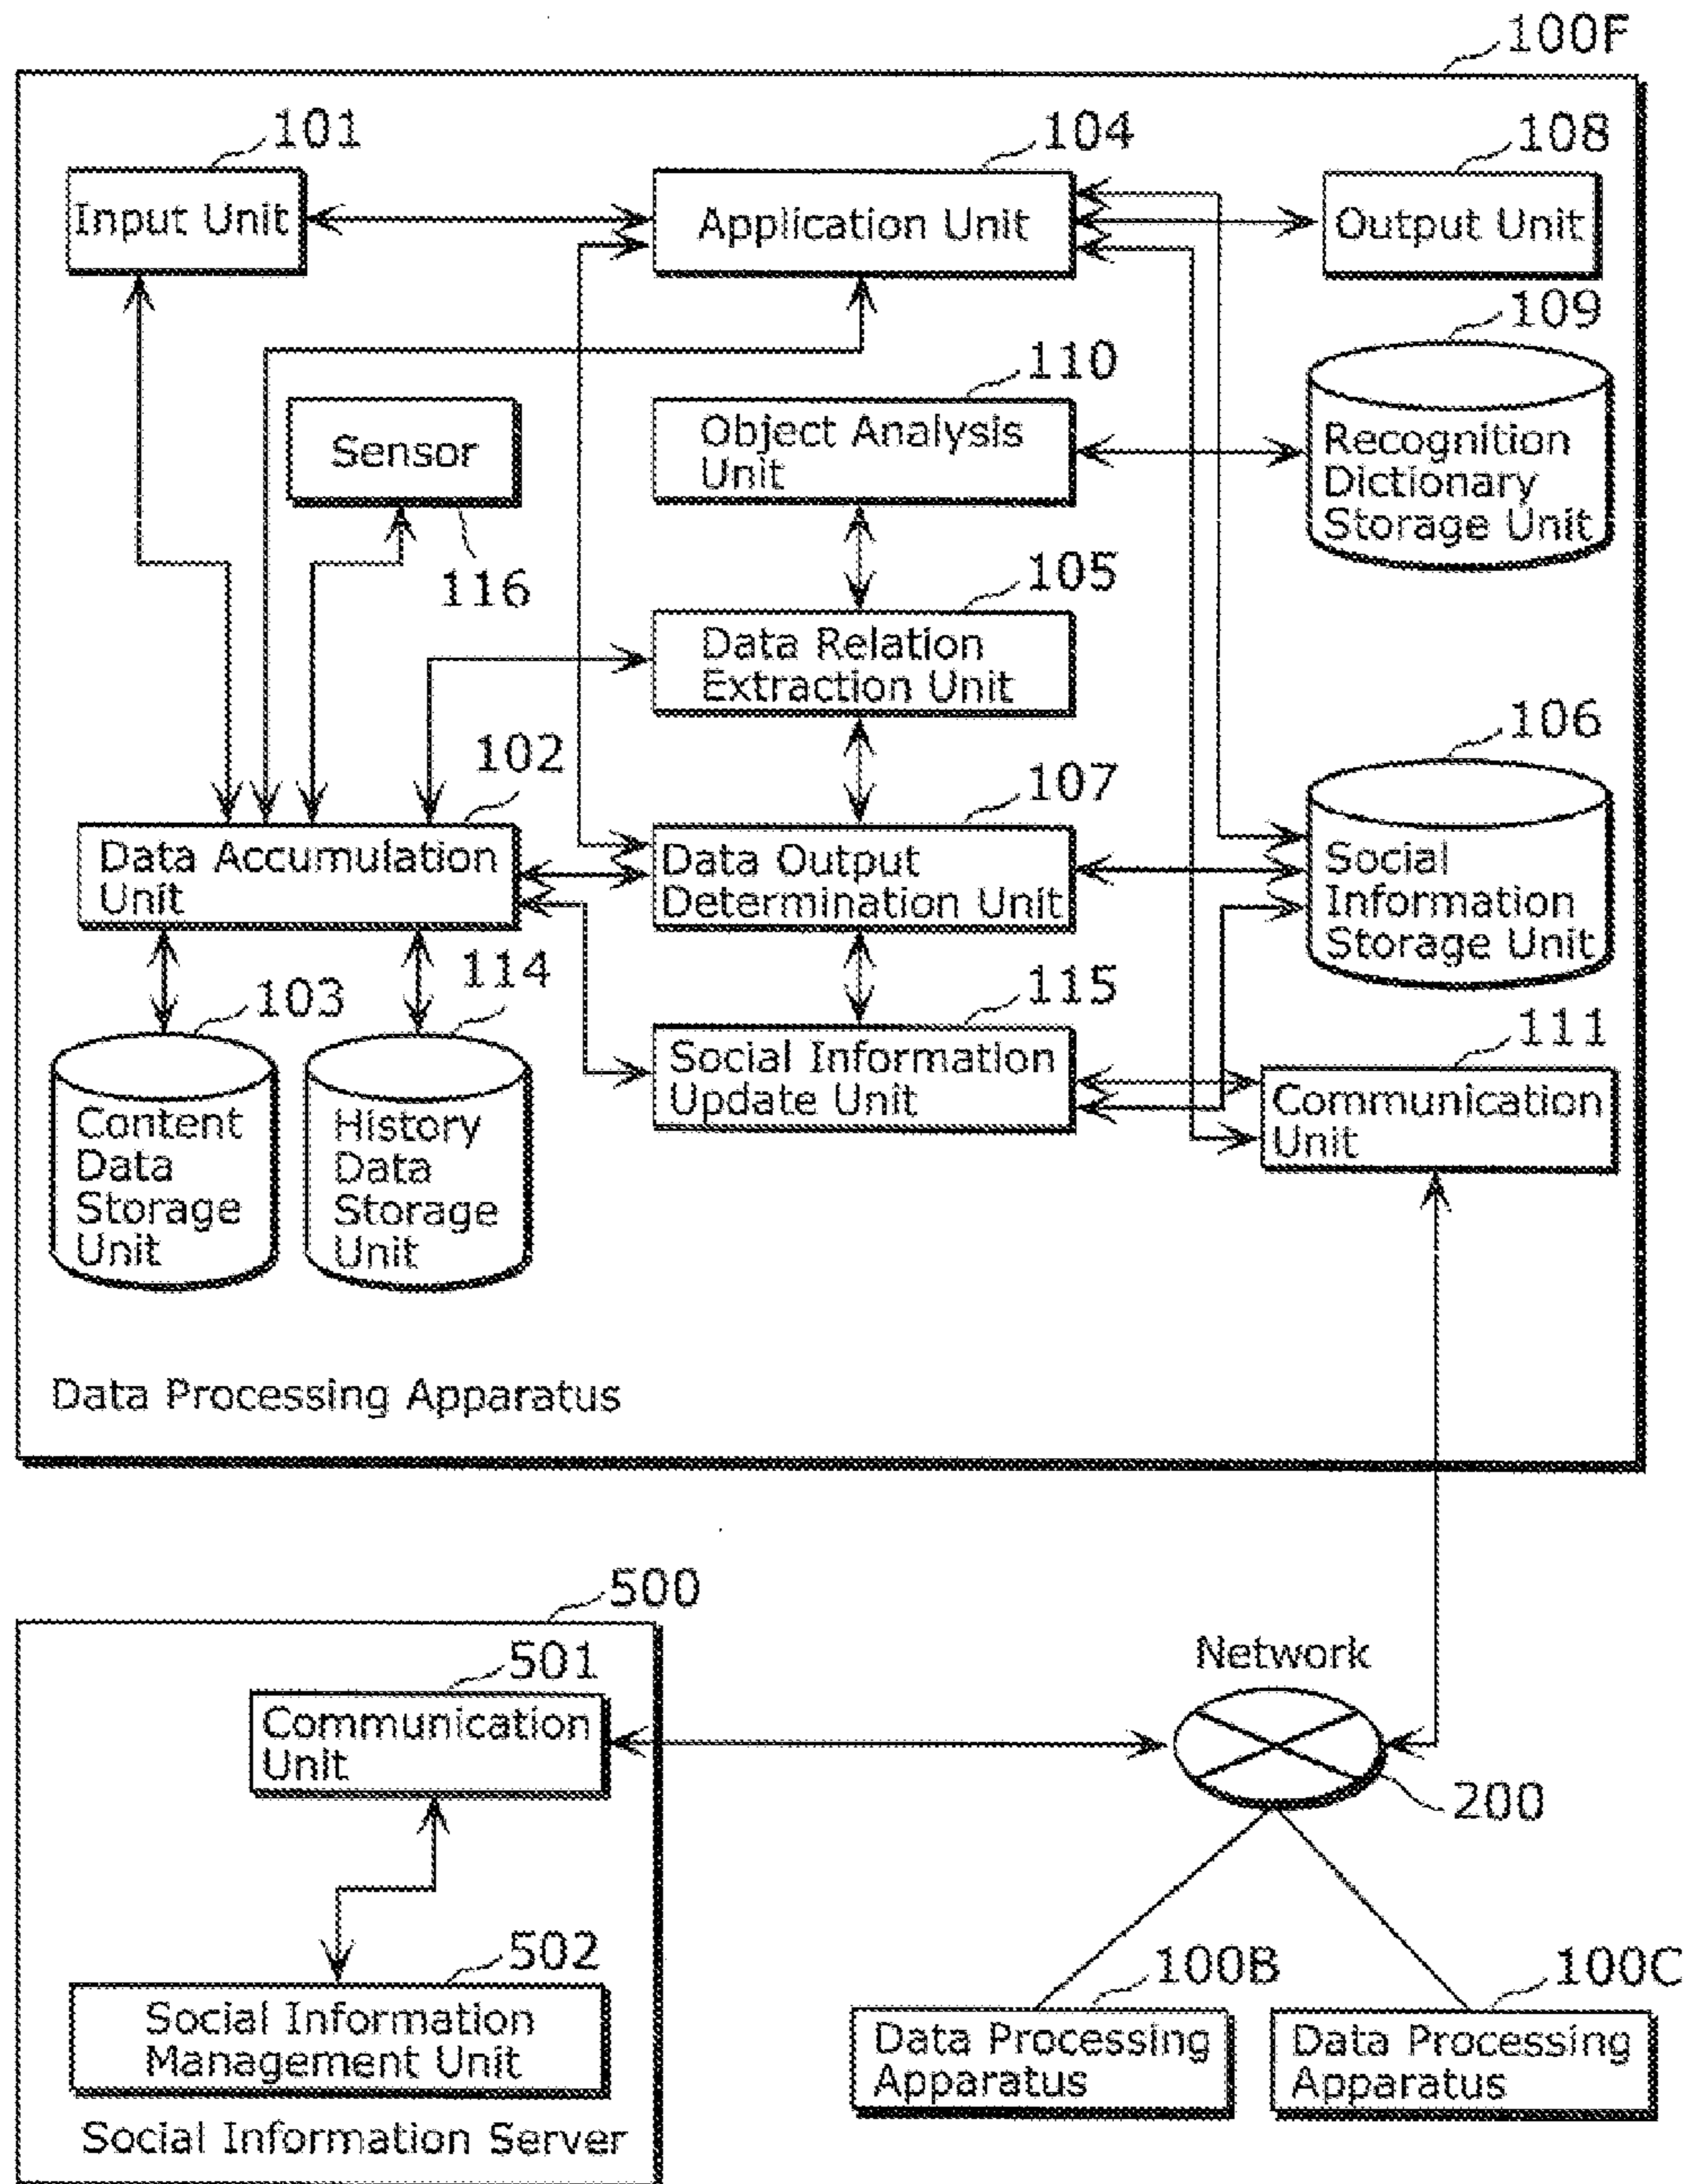 100F
101
104
108
Input Unit
Application Unit
Output Unit
109
110
Sensor
Object Analysis
Unit
Recognition
Dictionary
Storage Unit
116
105
Data Relation
Extraction Unit
102
107
106
Data Accumulation
Unit
Data Output
Determination Unit
Social
Information
Storage Unit
103
114
115
111
Social Information
Update Unit
Communication
Unit
Content
Data
Storage
Unit
History
Data
Storage
Unit
Data Processing Apparatus
500
501
Network
Communication
Unit
200
502
100B
100C
Social Information
Management Unit
Data Processing
Apparatus
Data Processing
Apparatus
Social Information Server